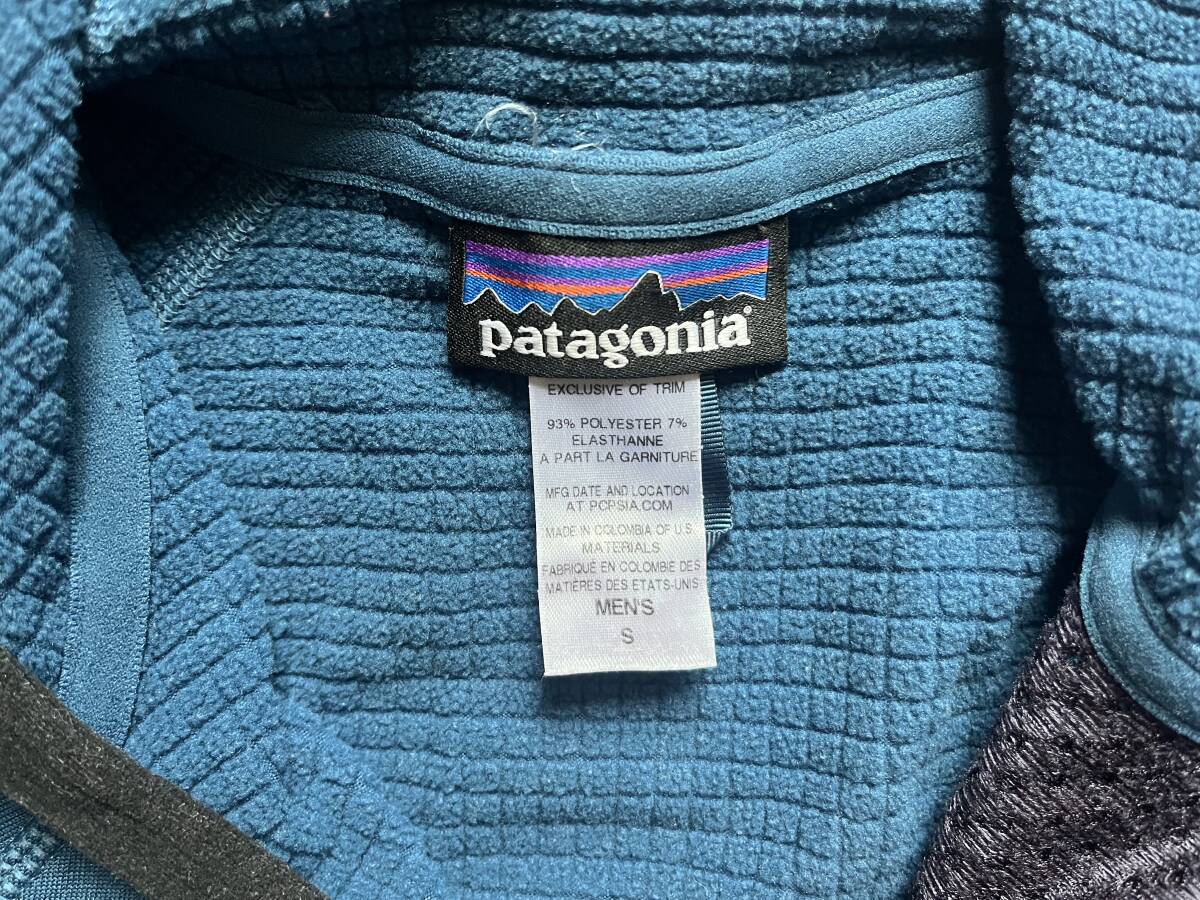 patagonia®
EXCLUSIVE OF TRIM
93% POLYESTER 7%
ELASTHANNE
A PART LA GARNITURE
MFG DATE AND LOCATION
AT PCPSIA.COM
MADE IN COLOMBIA OF U.S.
MATERIALS
FABRIQUÉ EN COLOMBIE DES
MATIÈRES DES ETATS-UNIS
MEN'S
S